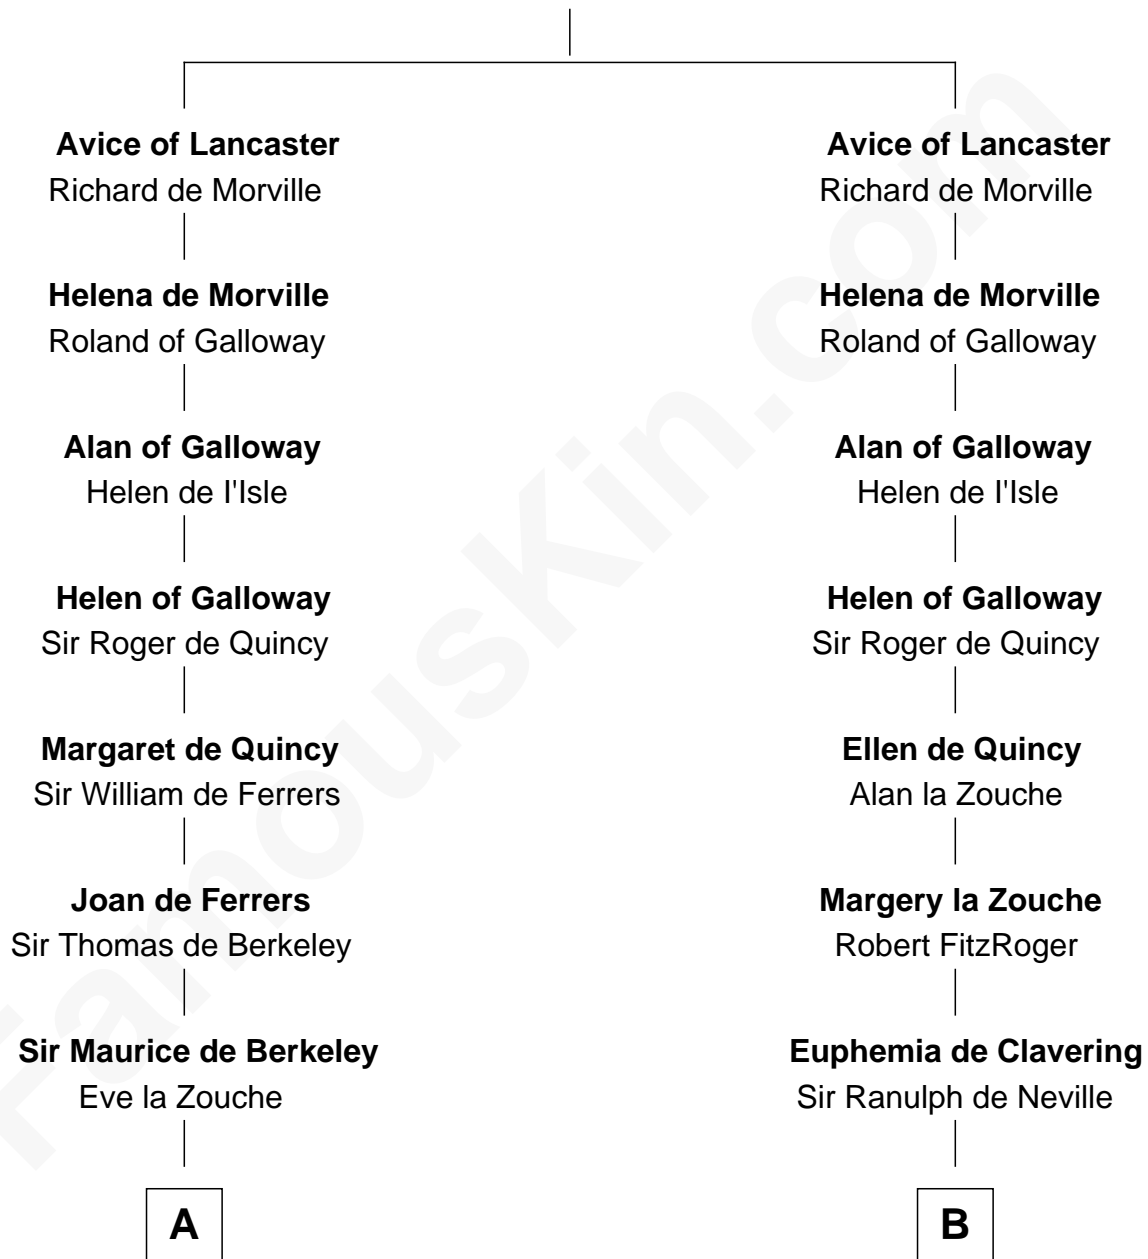 Avice of Lancaster
Richard de Morville
Helena de Morville
Roland of Galloway
Alan of Galloway
Helen de I'Isle
Helen of Galloway
Sir Roger de Quincy
Margaret de Quincy
Sir William de Ferrers
Joan de Ferrers
Sir Thomas de Berkeley
Sir Maurice de Berkeley
Eve la Zouche
A
Avice of Lancaster
Richard de Morville
Helena de Morville
Roland of Galloway
Alan of Galloway
Helen de I'Isle
Helen of Galloway
Sir Roger de Quincy
Ellen de Quincy
Alan la Zouche
Margery la Zouche
Robert FitzRoger
Euphemia de Clavering
Sir Ranulph de Neville
B
FamousKin.com